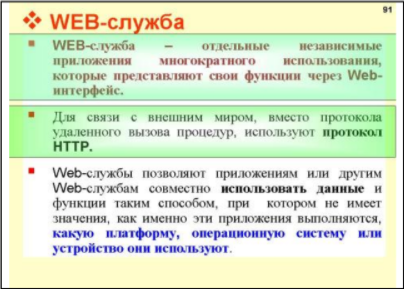 91
❖ WEB-служба
▪ WEB-служба – отдельные независимые
приложения многократного использования,
которые представляют свои функции через Web-
интерфейс.
▪ Для связи с внешним миром, вместо протокола
удаленного вызова процедур, используют протокол
HTTP.
▪ Web-службы позволяют приложениям или другим
Web-службам совместно использовать данные и
функции таким способом, при котором не имеет
значения, как именно эти приложения выполняются,
какую платформу, операционную систему или
устройство они используют.